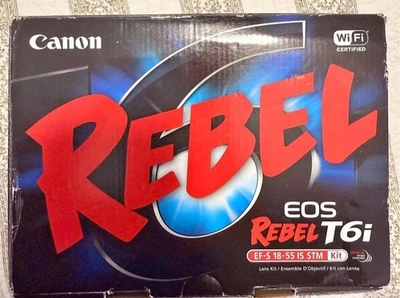 Canon
WiFi
CERTIFIED
REBEL
EOS
REBEL T6i
EF-S 18-55 IS STM Kit
Lens Kit / Ensemble D'Objectif / Kit con Lente